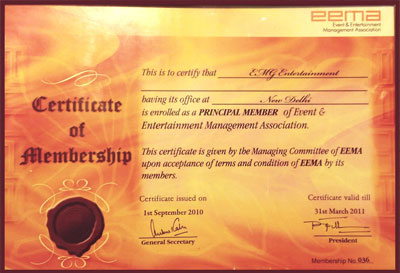 eema
Event & Entertainment
Management Association
Certificate
of
Membership
This is to certify that EMG Entertainment
having its office at New Delhi
is enrolled as a PRINCIPAL MEMBER of Event &
Entertainment Management Association.
This certificate is given by the Managing Committee of EEMA
upon acceptance of terms and condition of EEMA by its
members.
Certificate issued on
1st September 2010
General Secretary
Certificate valid till
31st March 2011
President
Membership No. 036